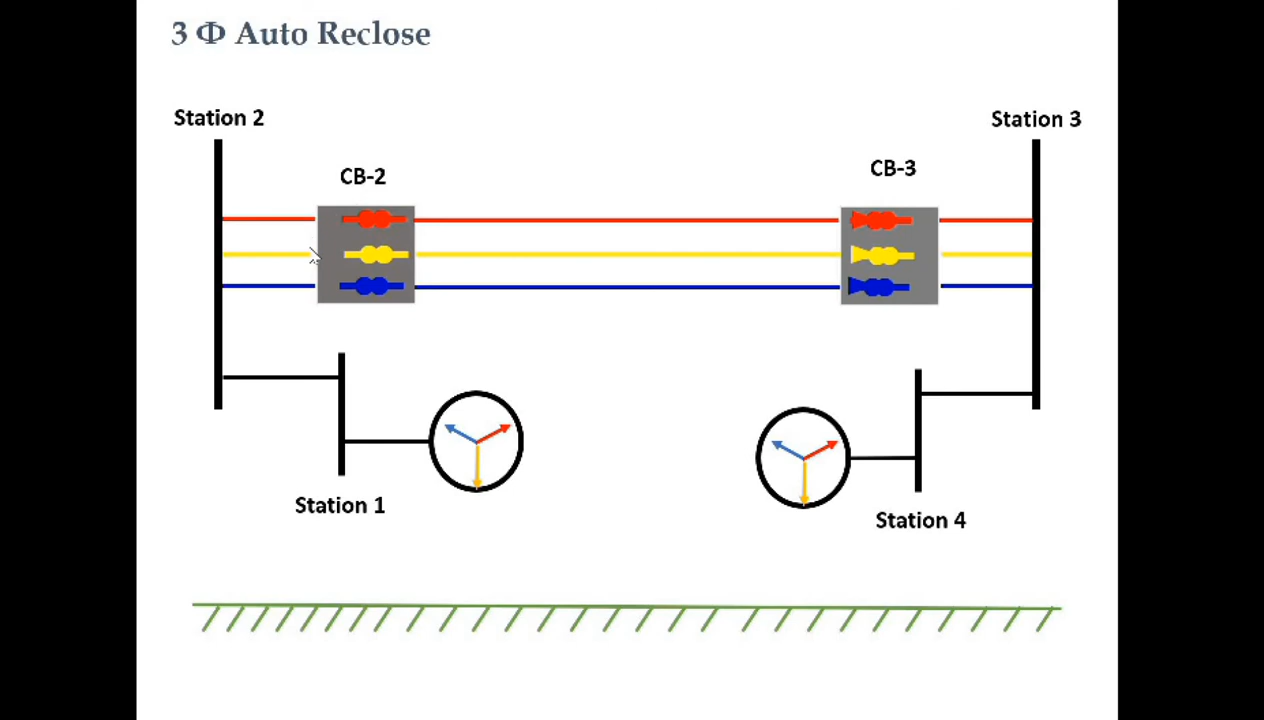 3 Φ Auto Reclose
Station 2
Station 3
CB-2
CB-3
Station 1
Station 4